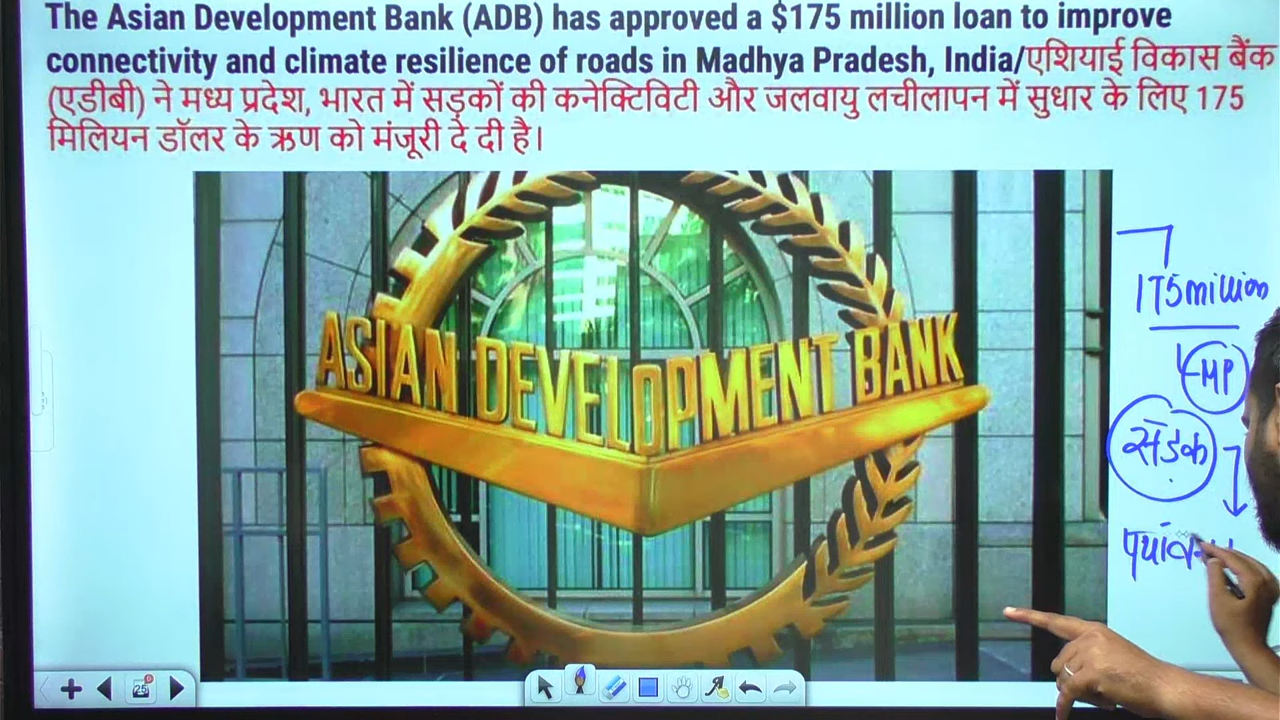 The Asian Development Bank (ADB) has approved a $175 million loan to improve
connectivity and climate resilience of roads in Madhya Pradesh, India/एशियाई विकास बैंक
(एडीबी) ने मध्य प्रदेश, भारत में सड़कों की कनेक्टिविटी और जलवायु लचीलापन में सुधार के लिए 175
मिलियन डॉलर के ऋण को मंजूरी दे दी है।
ASIAN DEVELOPMENT BANK
175 million
MP
सड़क
25